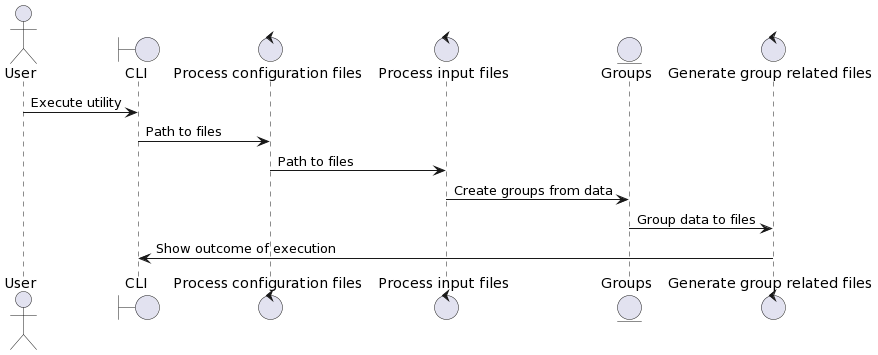 User CLI Process configuration files Process input files Groups Generate group related files
Execute utility
Path to files
Path to files
Create groups from data
Group data to files
Show outcome of execution
User CLI Process configuration files Process input files Groups Generate group related files